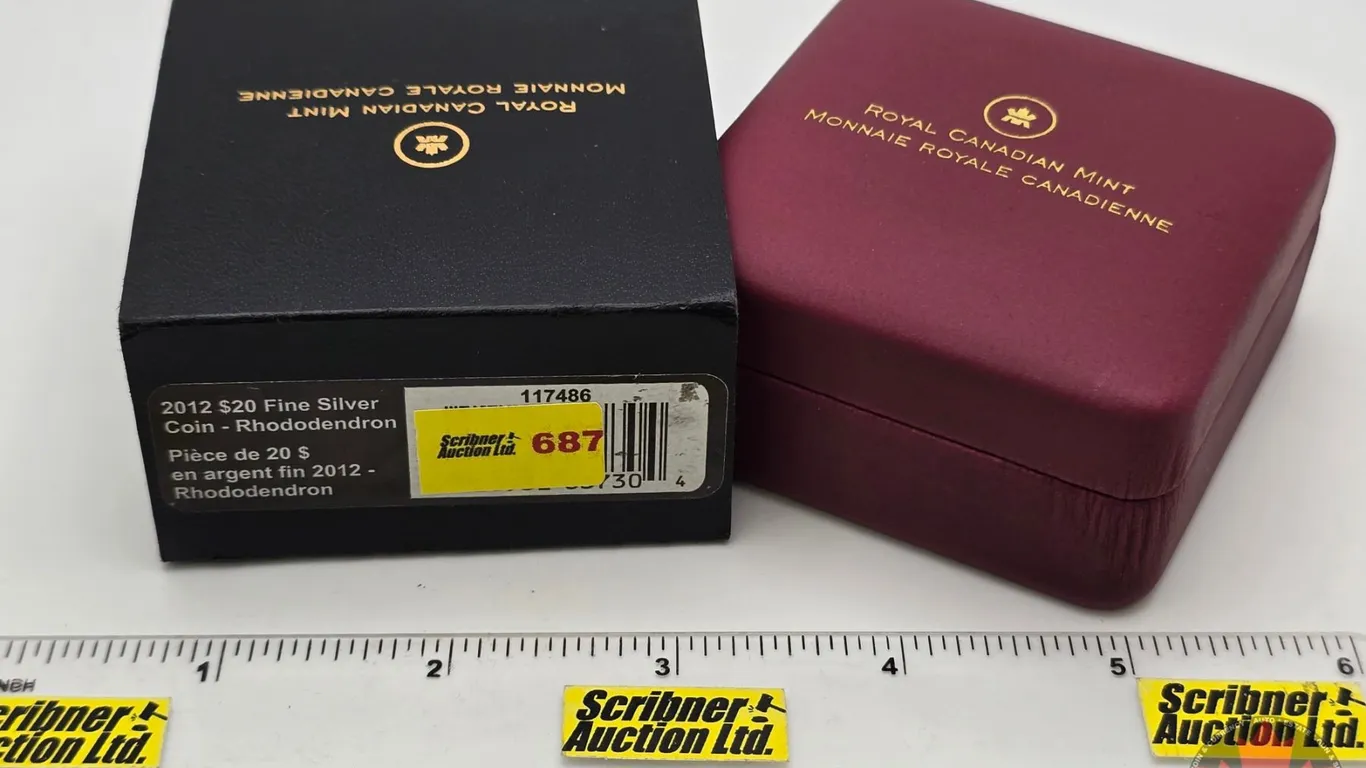 ROYAL CANADIAN MINT
MONNAIE ROYALE CANADIENNE
ROYAL CANADIAN MINT
MONNAIE ROYALE CANADIENNE
2012 $20 Fine Silver
Coin - Rhododendron
Pièce de 20 $
en argent fin 2012 -
Rhododendron
117486
Scribner
Auction Ltd.
687
730 4
1 2 3 4 5 6
Scribner
Auction Ltd.
Scribner
Auction Ltd.
Scribner
Auction Ltd.